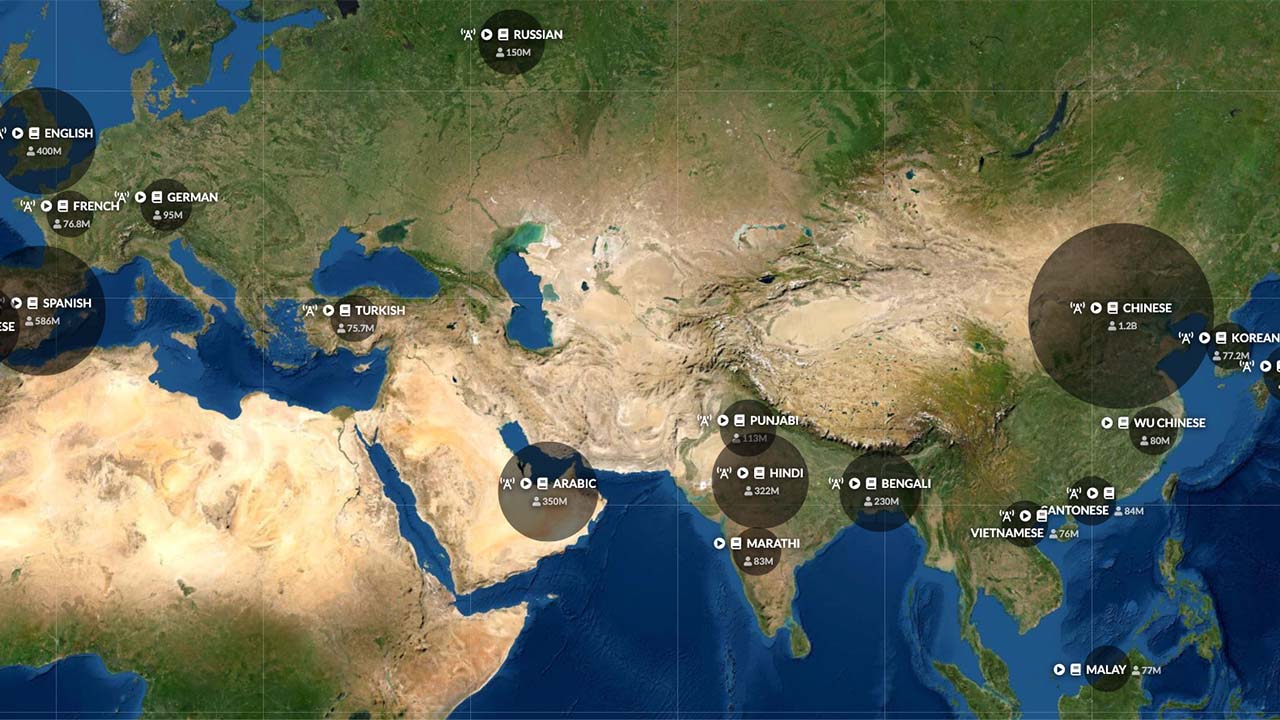 RUSSIAN
150M
ENGLISH
400M
GERMAN
95M
FRENCH
76.8M
SPANISH
586M
ESE
TURKISH
75.7M
CHINESE
1.2B
KOREAN
77.2M
PUNJABI
113M
WU CHINESE
80M
HINDI
322M
ARABIC
350M
BENGALI
230M
CANTONESE 84M
VIETNAMESE 76M
MARATHI
83M
MALAY 77M